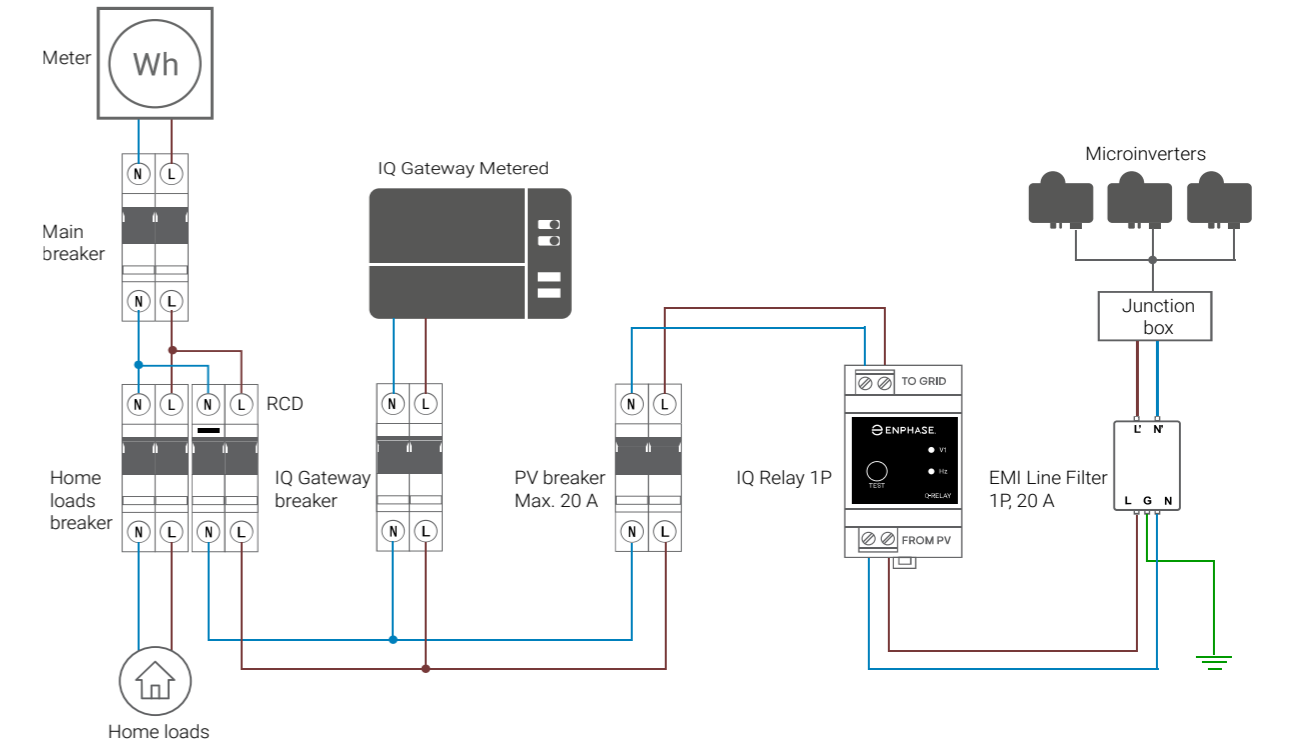 Meter
Wh
N L
Main
breaker
N L
IQ Gateway Metered
Microinverters
Junction
box
N L N L
RCD
N L
N L
TO GRID
ENPHASE.
V1
Hz
TEST
Q-RELAY
L' N'
Home
loads
breaker
IQ Gateway
breaker
PV breaker
Max. 20 A
IQ Relay 1P
EMI Line Filter
1P, 20 A
L G N
N L N L
N L
N L
FROM PV
Home loads